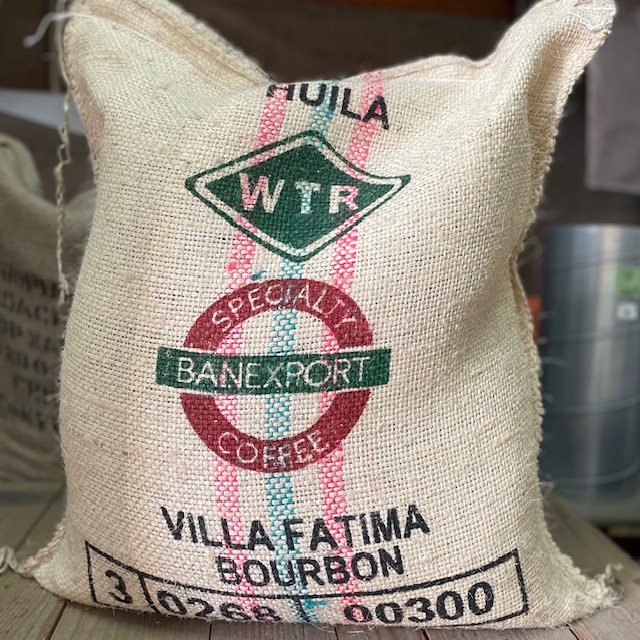 HUILA
WTR
SPECIALTY
BANEXPORT
COFFEE
VILLA FATIMA
BOURBON
3 0268 00300